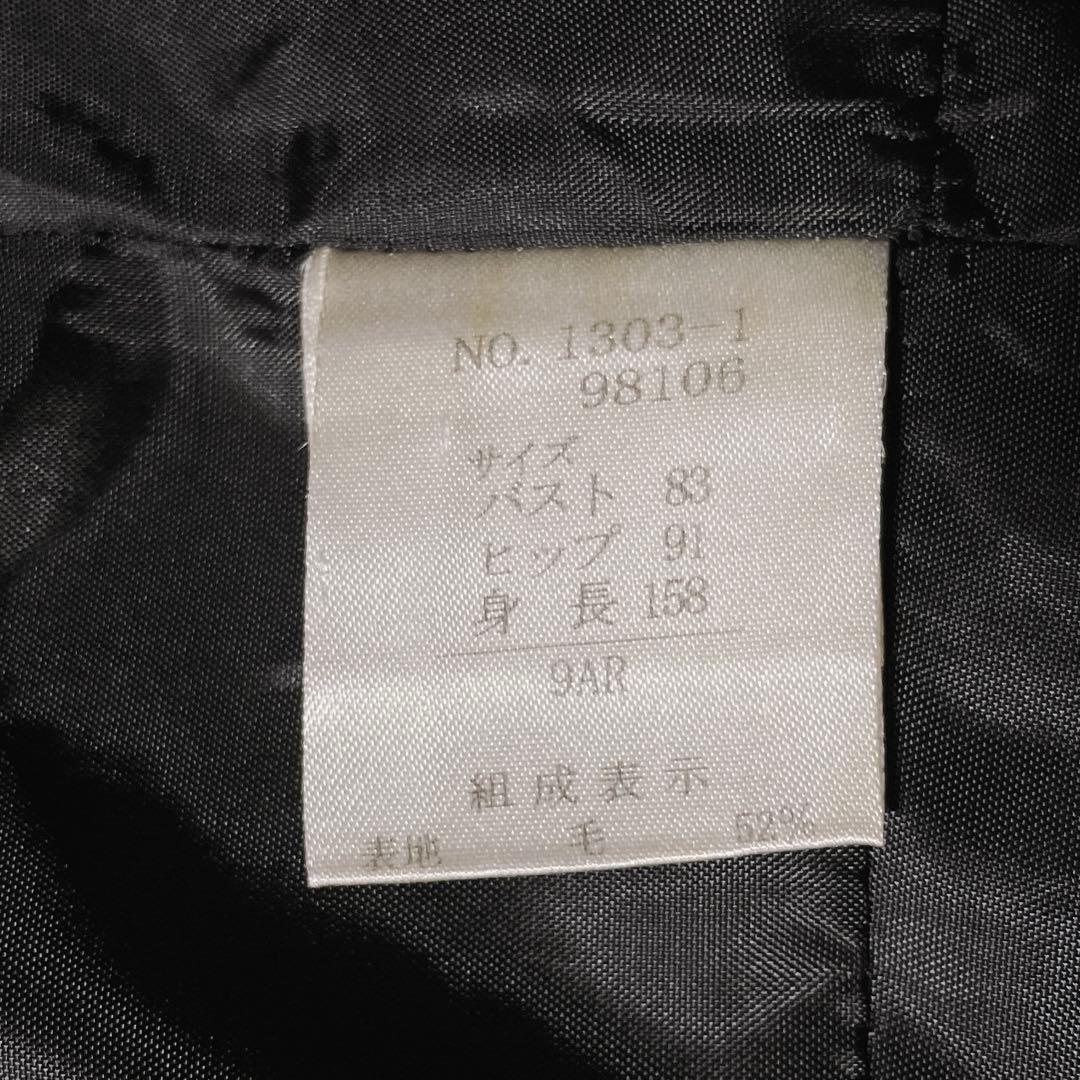 NO. 1303-1
98106
サイズ
バスト 83
ヒップ 91
身 長 158
9AR
組成表示
表地 毛 52%